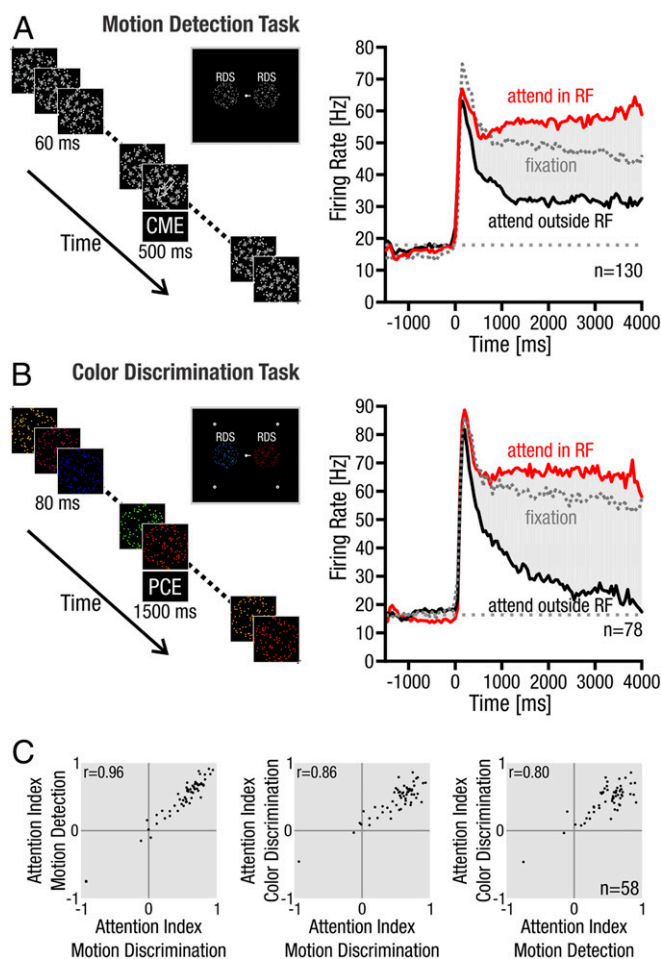 A
Motion Detection Task
RDS RDS
60 ms
CME
500 ms
Time
Firing Rate [Hz]
80
70
60
50
40
30
20
10
0
attend in RF
fixation
attend outside RF
n=130
-1000 0 1000 2000 3000 4000
Time [ms]
B
Color Discrimination Task
RDS RDS
80 ms
PCE
1500 ms
Time
Firing Rate [Hz]
90
80
70
60
50
40
30
20
10
0
attend in RF
fixation
attend outside RF
n=78
-1000 0 1000 2000 3000 4000
Time [ms]
C
Attention Index
Motion Detection
1
0
-1
r=0.96
-1 0 1
Attention Index
Motion Discrimination
Attention Index
Color Discrimination
1
0
-1
r=0.86
-1 0 1
Attention Index
Motion Discrimination
Attention Index
Color Discrimination
1
0
-1
r=0.80
n=58
-1 0 1
Attention Index
Motion Detection